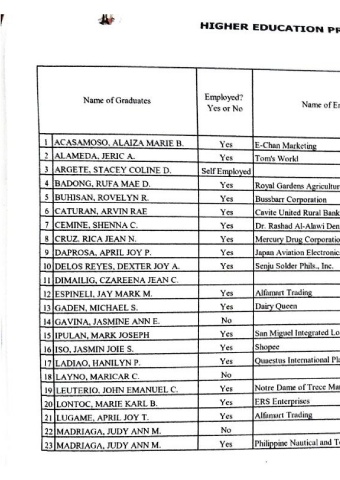 HIGHER EDUCATION PR
Name of Graduates Employed? Yes or No Name of Em
1 ACASAMOSO, ALAIZA MARIE B. Yes E-Chan Marketing
2 ALAMEDA, JERIC A. Yes Tom's World
3 ARGETE, STACEY COLINE D. Self Employed
4 BADONG, RUFA MAE D. Yes Royal Gardens Agricultur
5 BUHISAN, ROVELYN R. Yes Bussbarr Corporation
6 CATURAN, ARVIN RAE Yes Cavite United Rural Bank
7 CEMINE, SHENNA C. Yes Dr. Rashad Al-Alawi Den
8 CRUZ. RICA JEAN N. Yes Mercury Drug Corporatio
9 DAPROSA, APRIL JOY P. Yes Japan Aviation Electronic
10 DELOS REYES, DEXTER JOY A. Yes Senju Solder Phils., Inc.
11 DIMAILIG, CZAREENA JEAN C.
12 ESPINELI, JAY MARK M. Yes Alfamart Trading
13 GADEN, MICHAEL S. Yes Dairy Queen
14 GAVINA, JASMINE ANN E. No
15 IPULAN, MARK JOSEPH Yes San Miguel Integrated Lo
16 ISO, JASMIN JOIE S. Yes Shopee
17 LADIAO, HANILYN P. Yes Quaestus International Pla
18 LAYNO, MARICAR C. No
19 LEUTERIO, JOHN EMANUEL C. Yes Notre Dame of Trece Mar
20 LONTOC, MARIE KARL B. Yes ERS Enterprises
21 LUGAME, APRIL JOY T. Yes Alfamart Trading
22 MADRIAGA, JUDY ANN M. No
23 MADRIAGA, JUDY ANN M. Yes Philippine Nautical and T